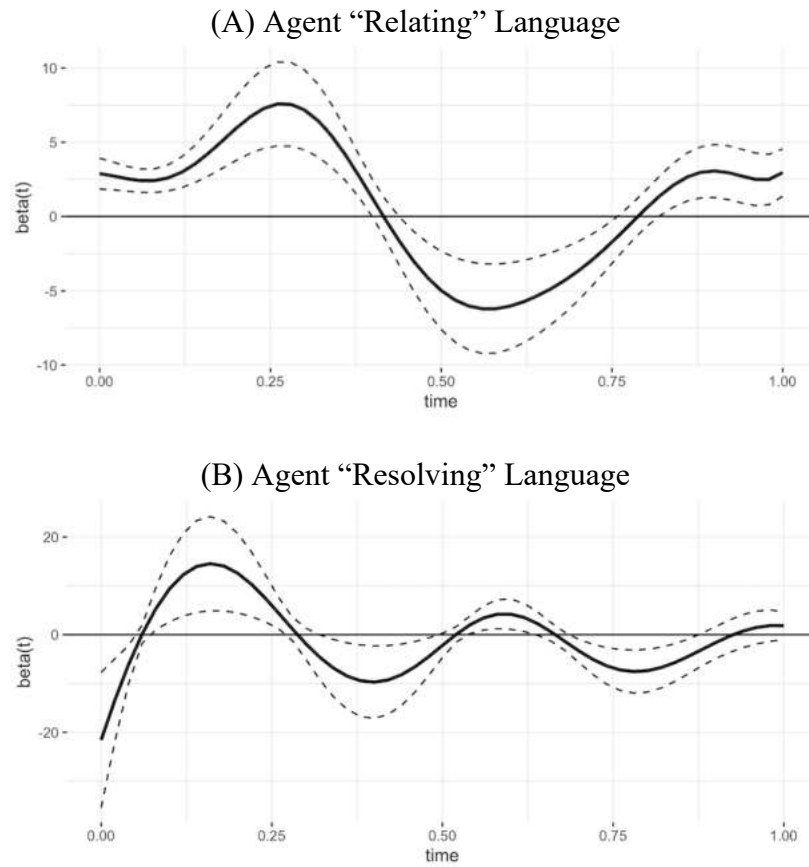 (A) Agent “Relating” Language
10
5
0
-5
-10
beta(t)
0.00 0.25 0.50 0.75 1.00
time
(B) Agent “Resolving” Language
20
0
-20
beta(t)
0.00 0.25 0.50 0.75 1.00
time